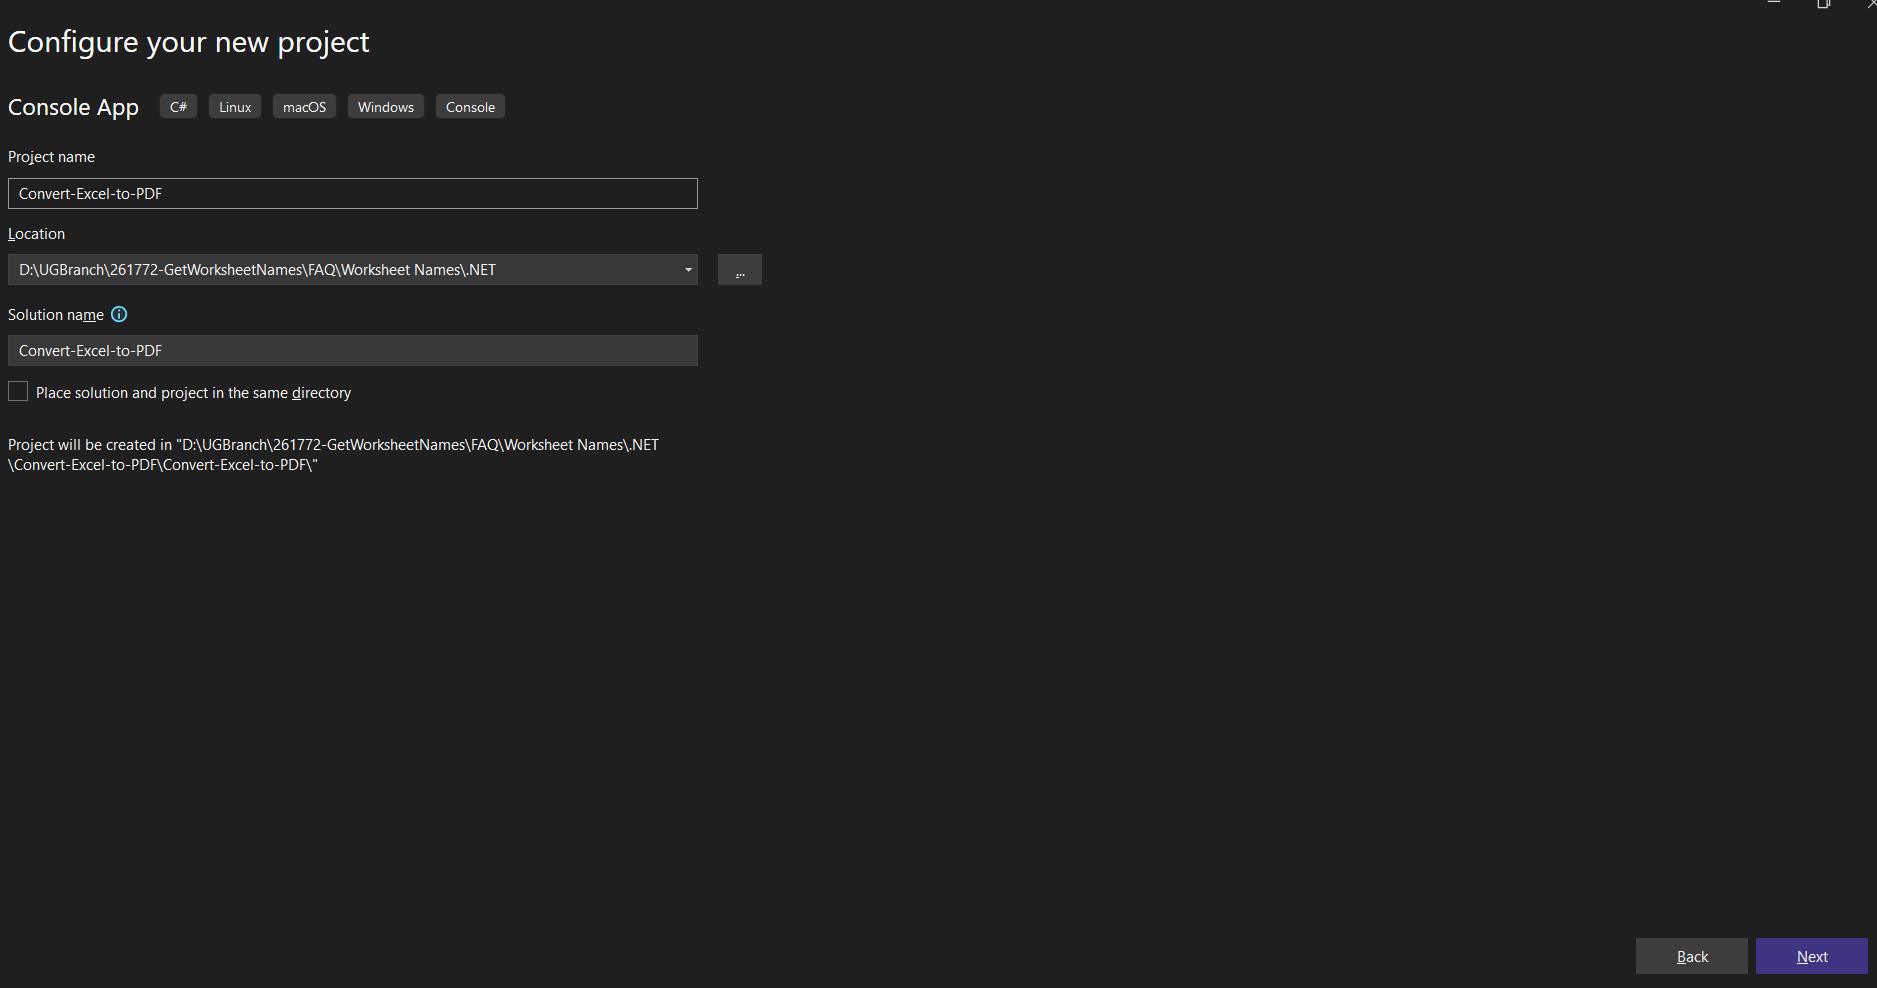 Configure your new project
Console App C# Linux macOS Windows Console
Project name
Convert-Excel-to-PDF
Location
D:\UGBranch\261772-GetWorksheetNames\FAQ\Worksheet Names\.NET
...
Solution name
Convert-Excel-to-PDF
Place solution and project in the same directory
Project will be created in "D:\UGBranch\261772-GetWorksheetNames\FAQ\Worksheet Names\.NET
\Convert-Excel-to-PDF\Convert-Excel-to-PDF\"
Back Next